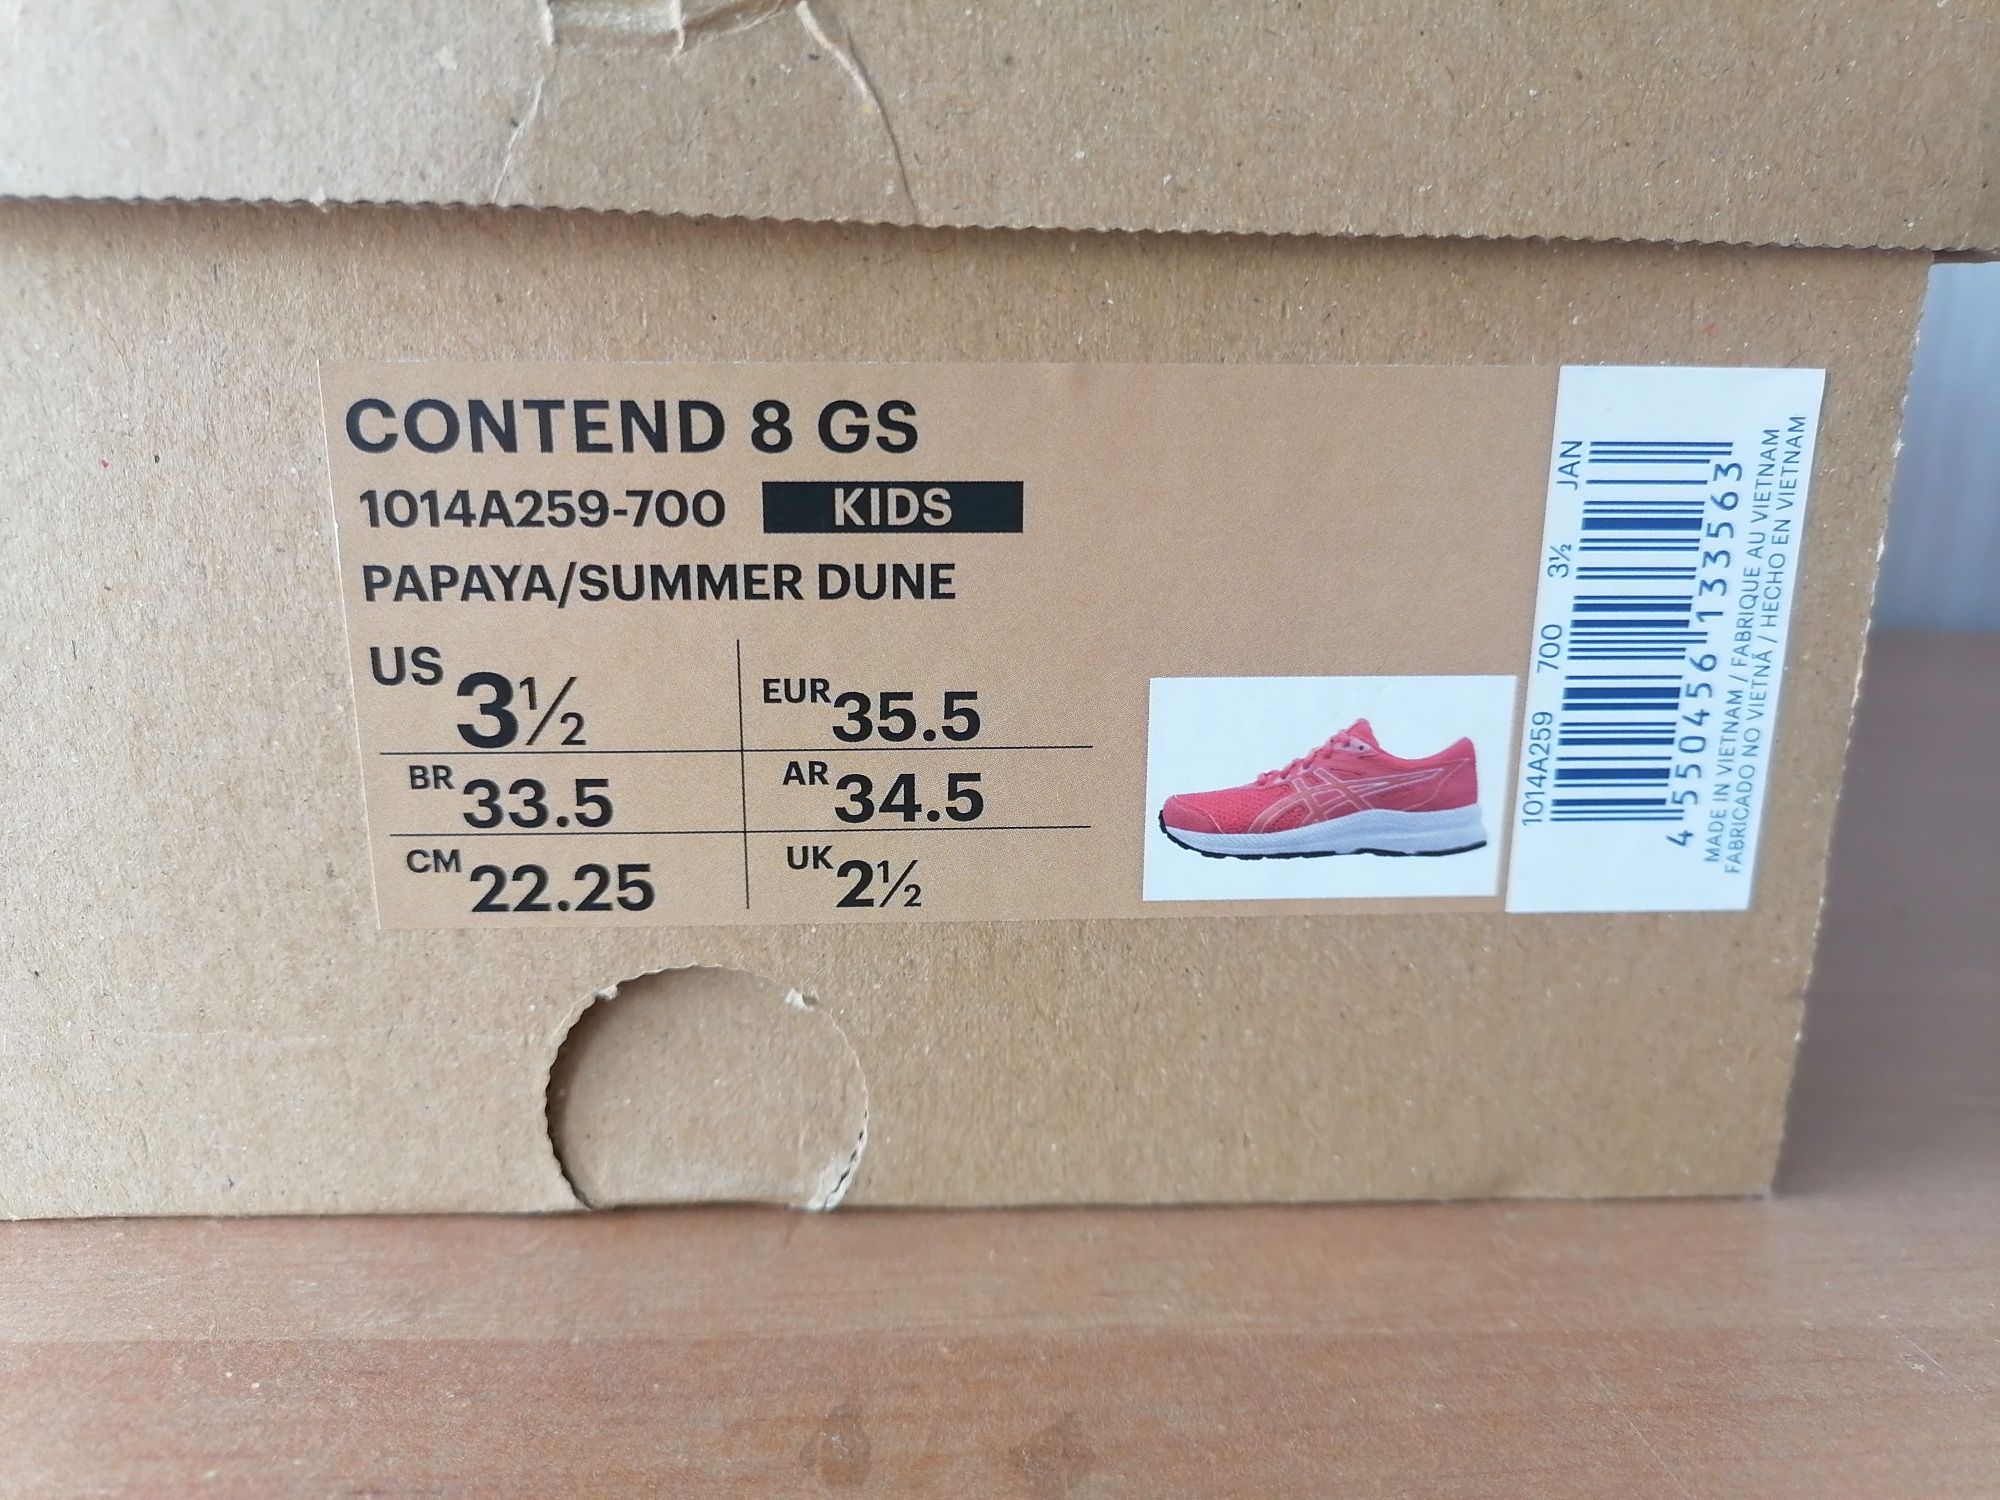 CONTEND 8 GS
1014A259-700 KIDS
PAPAYA/SUMMER DUNE
US 3½ EUR 35.5
BR 33.5 AR 34.5
CM 22.25 UK 2½
1014A259 700 3½ JAN
4 550456 133563
MADE IN VIETNAM / FABRIQUE AU VIETNAM
FABRICADO NO VIETNÃ / HECHO EN VIETNAM